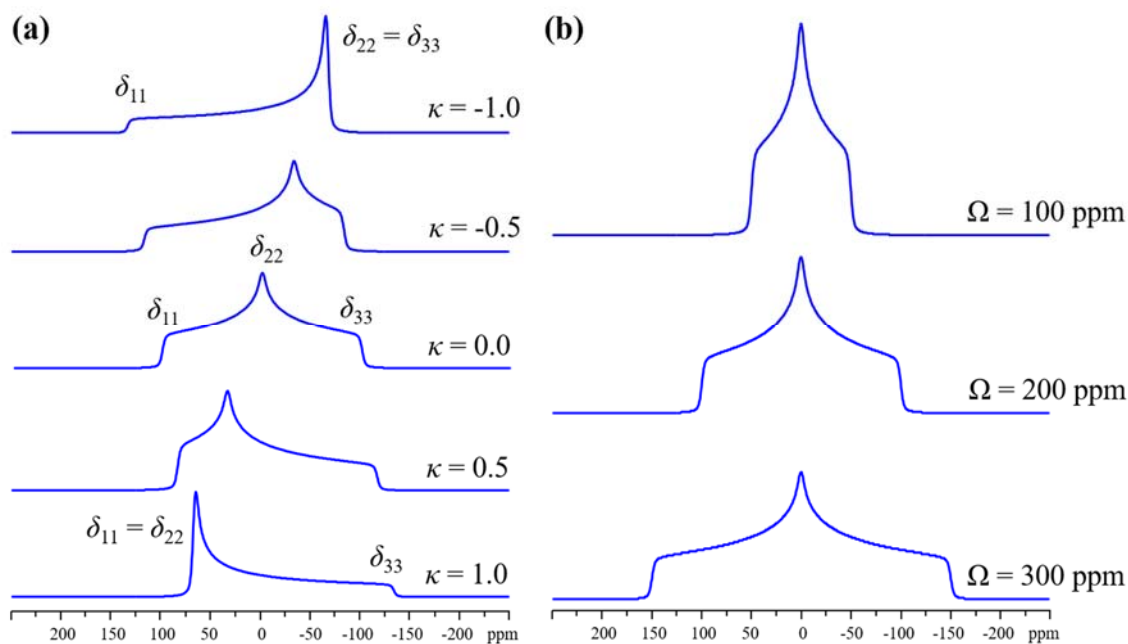 (a)
δ22 = δ33
δ11
κ = -1.0
κ = -0.5
δ22
δ11
δ33
κ = 0.0
κ = 0.5
δ11 = δ22
δ33
κ = 1.0
200 150 100 50 0 -50 -100 -150 -200 ppm
(b)
Ω = 100 ppm
Ω = 200 ppm
Ω = 300 ppm
200 150 100 50 0 -50 -100 -150 -200 ppm